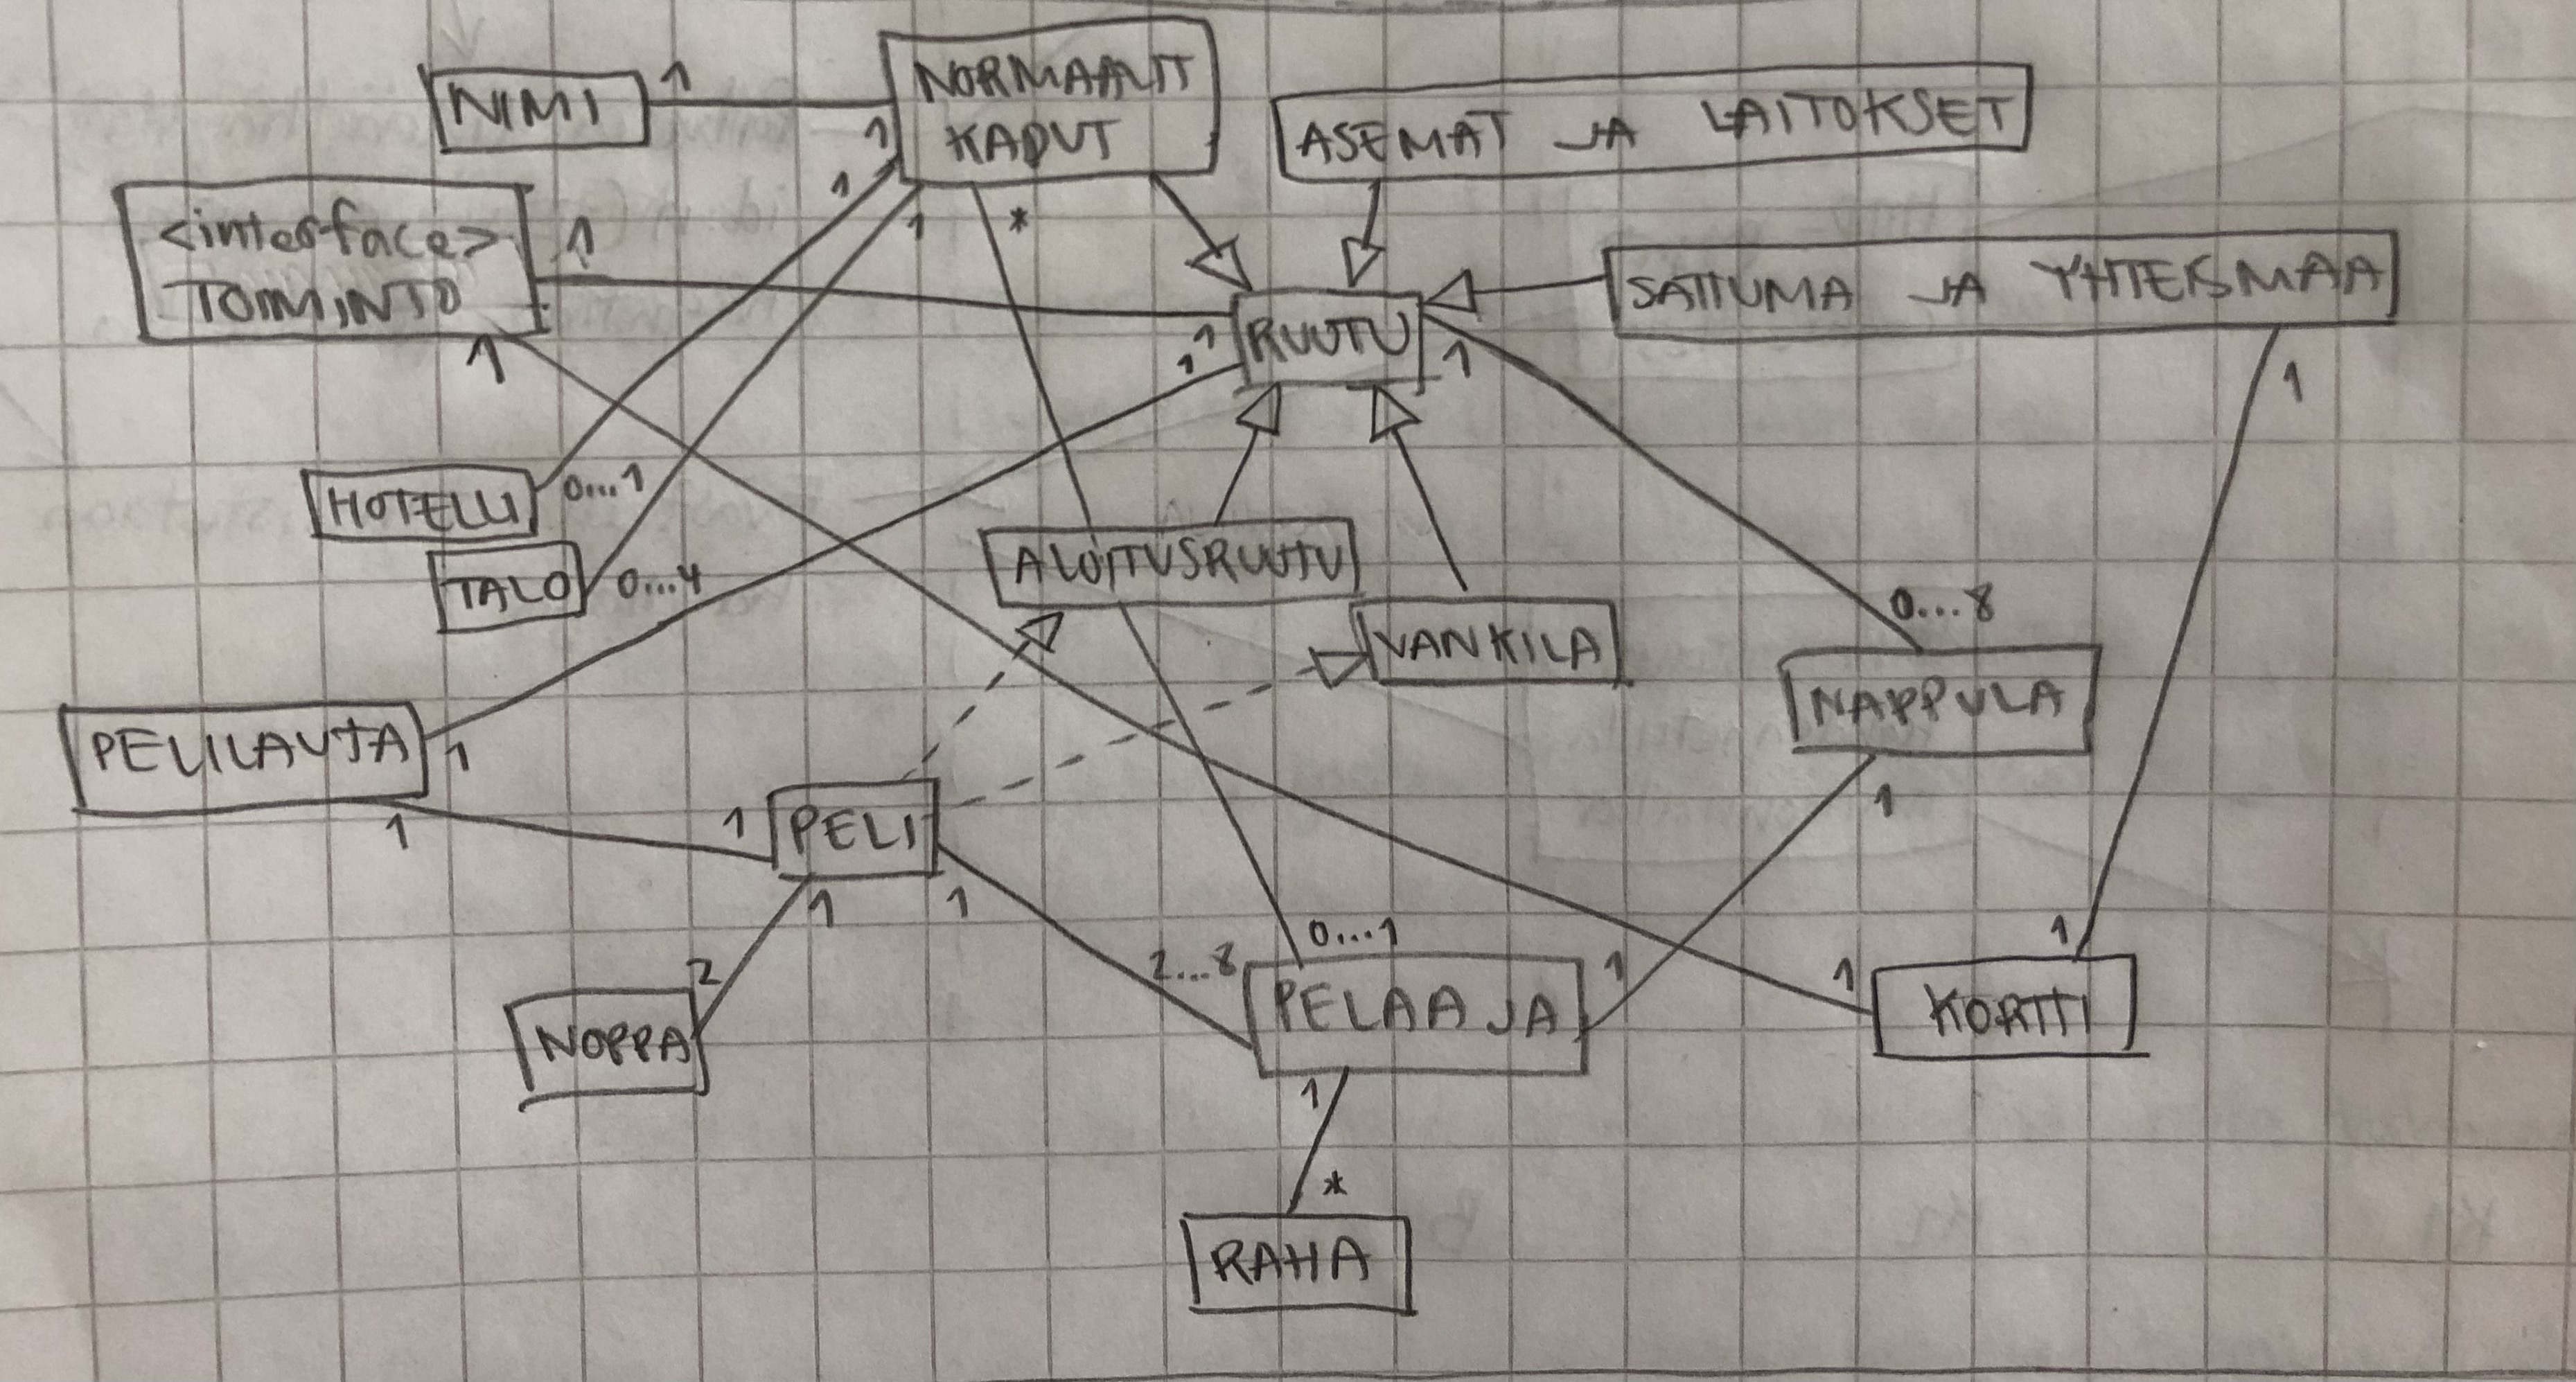 NIMI
1
NORMAALIT
KADUT
1
ASEMAT JA LAITOKSET
<interface>
TOIMINTO
1
1
1
1
*
SATTUMA JA YHTEISMAA
1
RUUTU
1
1
1
1
HOTELLI
0...1
TALO
0...4
ALOITUSRUUTU
VANKILA
0...8
NAPPULA
1
PELILAUTA
1
1
1
PELI
1
1
2
NOPPA
2...8
0...1
PELAAJA
1
1
1
KORTTI
1
*
RAHA